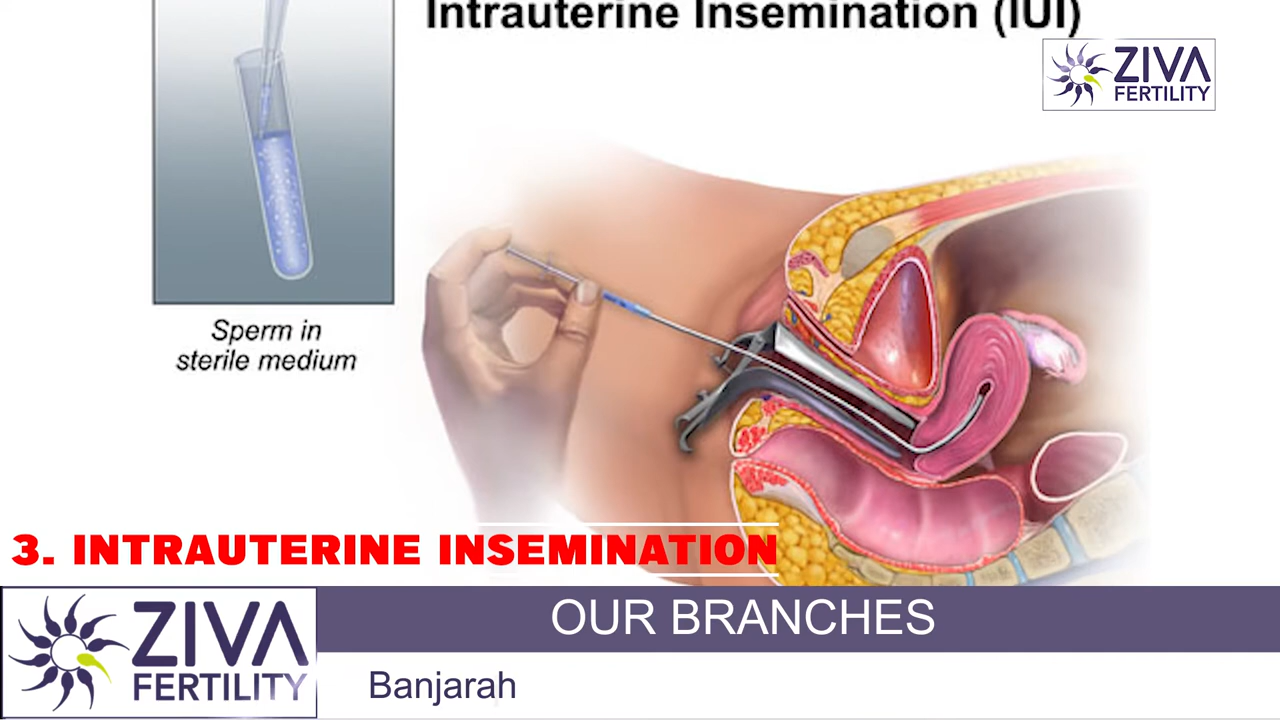 Intrauterine Insemination (IUI)
ZIVA
FERTILITY
Sperm in
sterile medium
3. INTRAUTERINE INSEMINATION
ZIVA
FERTILITY
OUR BRANCHES
Banjarah